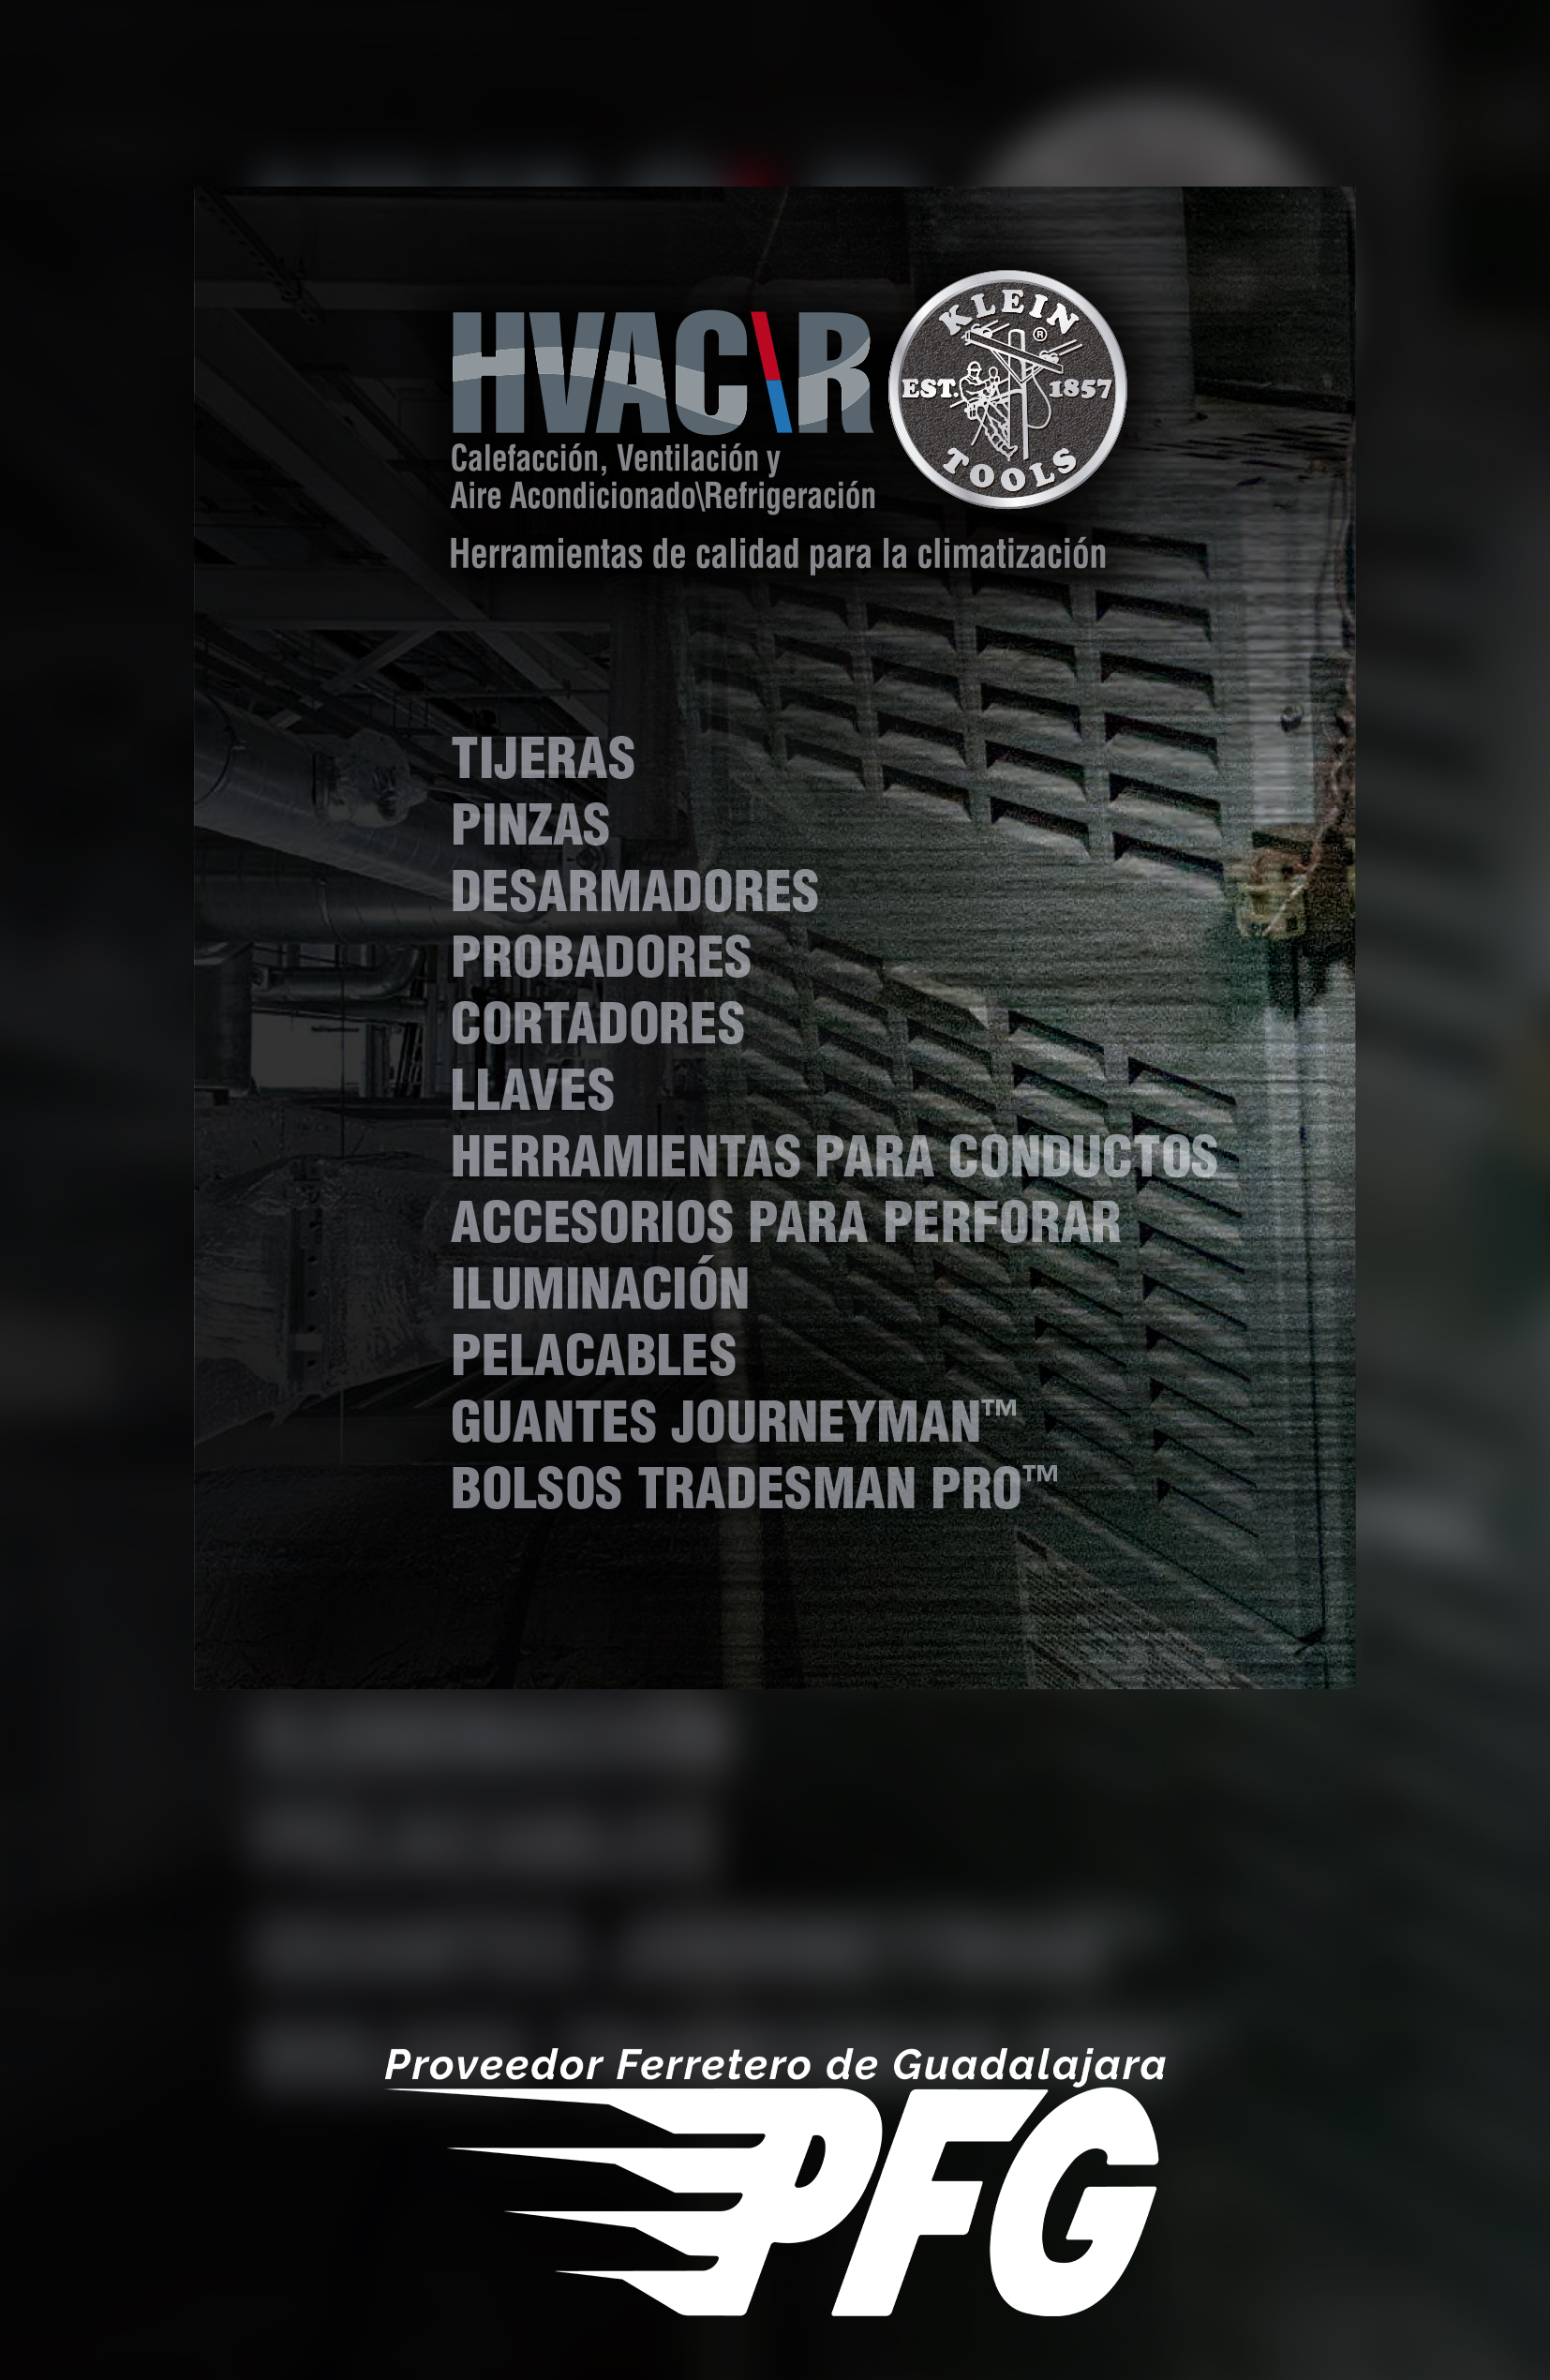 HVAC\R
KLEIN
®
EST. 1857
TOOLS
Calefacción, Ventilación y
Aire Acondicionado\Refrigeración
Herramientas de calidad para la climatización
TIJERAS
PINZAS
DESARMADORES
PROBADORES
CORTADORES
LLAVES
HERRAMIENTAS PARA CONDUCTOS
ACCESORIOS PARA PERFORAR
ILUMINACIÓN
PELACABLES
GUANTES JOURNEYMAN™
BOLSOS TRADESMAN PRO™
Proveedor Ferretero de Guadalajara
PFG